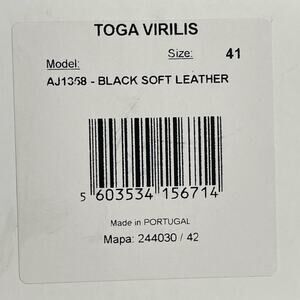 TOGA VIRILIS
Model: Size: 41
AJ1368 - BLACK SOFT LEATHER
5 603534 156714
Made in PORTUGAL
Mapa: 244030 / 42